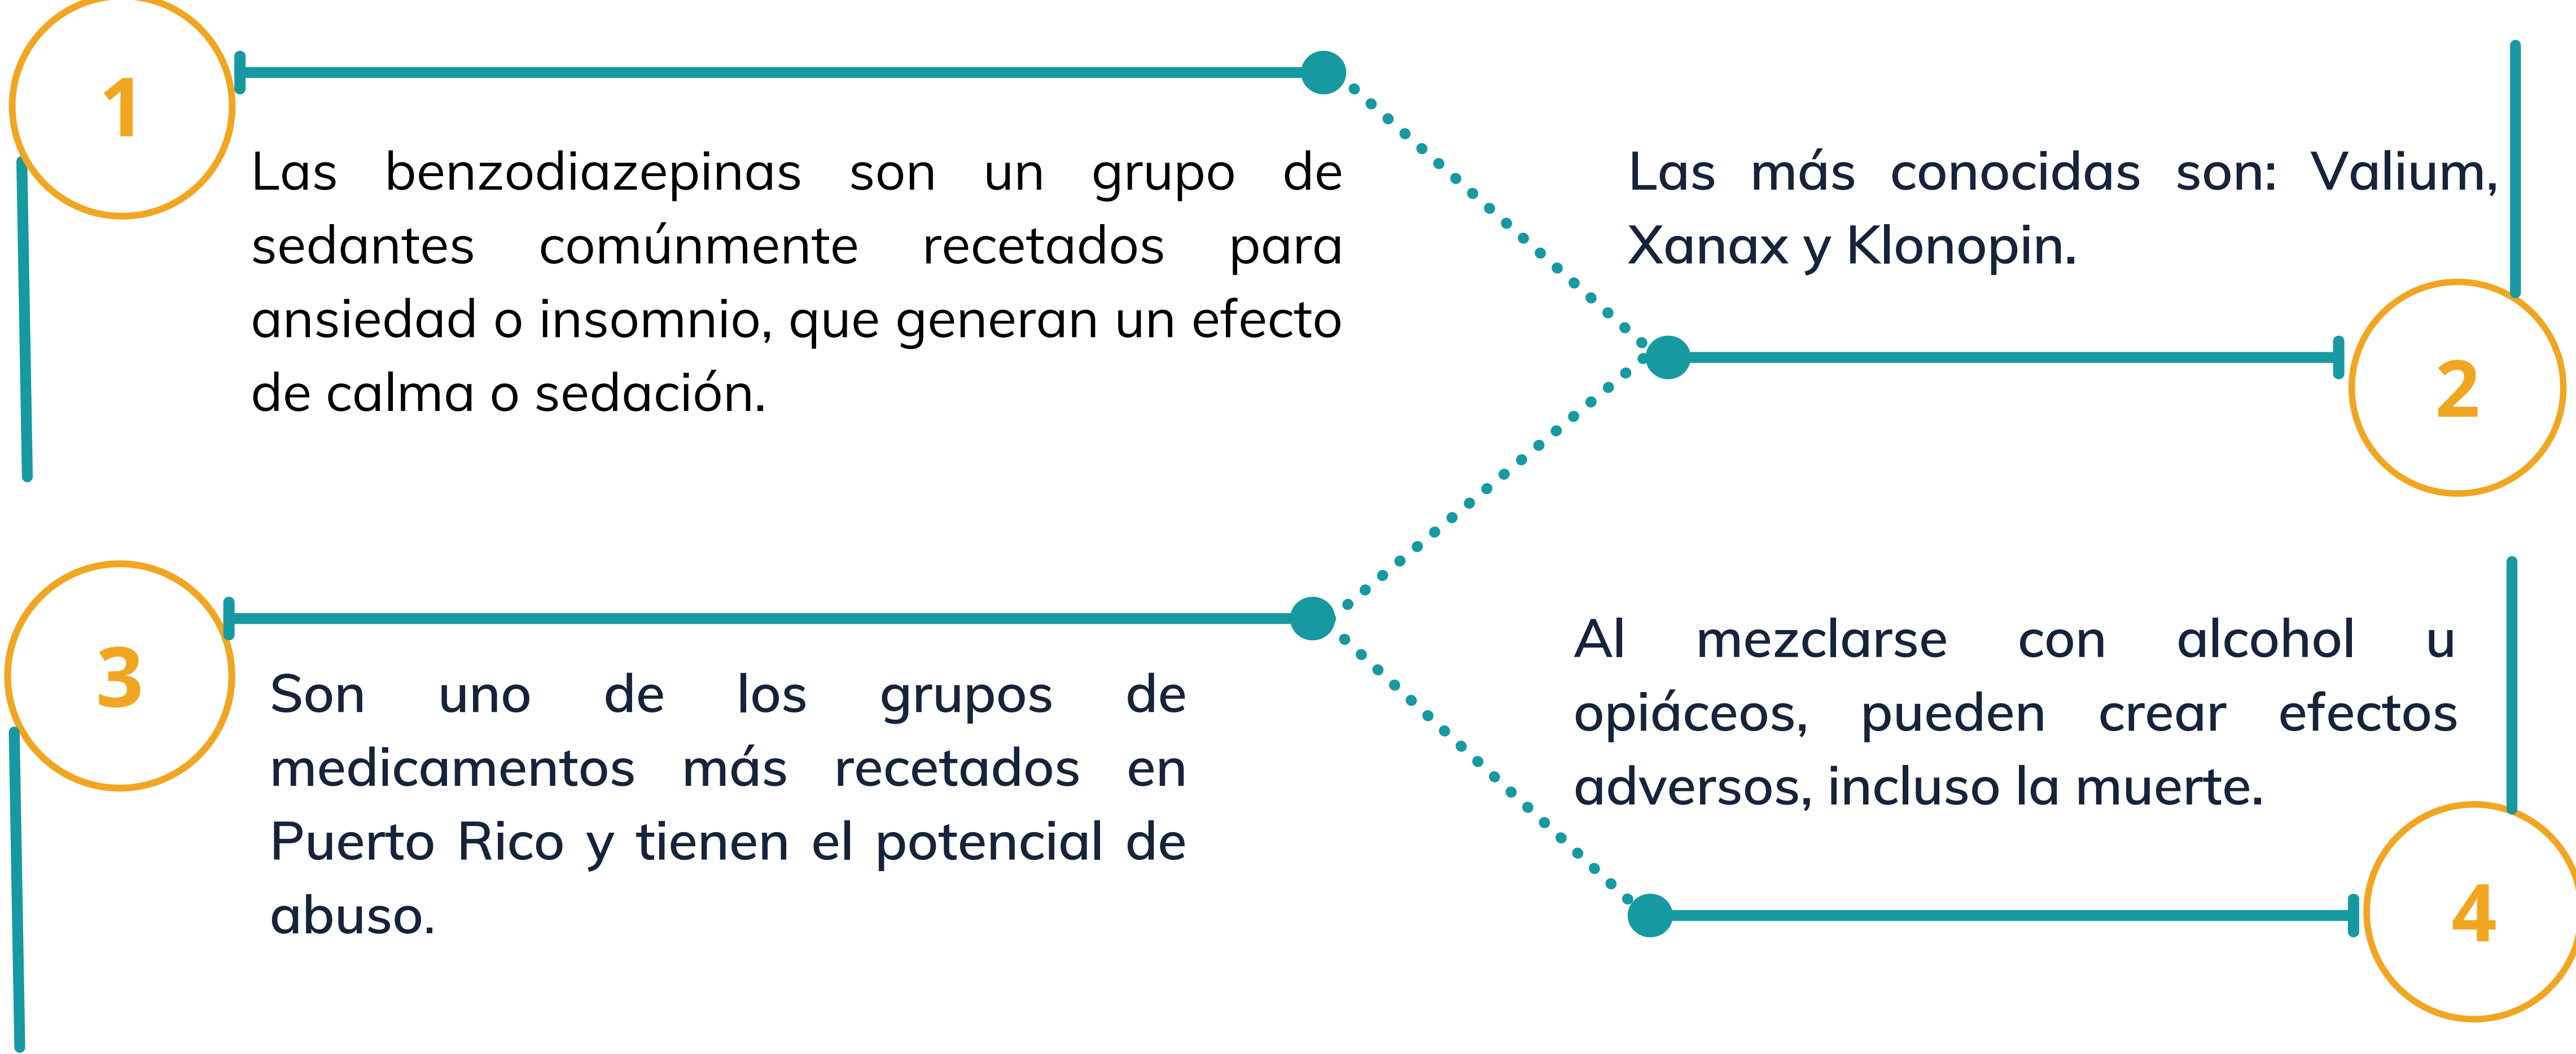 1
Las benzodiazepinas son un grupo de
sedantes comúnmente recetados para
ansiedad o insomnio, que generan un efecto
de calma o sedación.
Las más conocidas son: Valium,
Xanax y Klonopin.
2
3
Son uno de los grupos de
medicamentos más recetados en
Puerto Rico y tienen el potencial de
abuso.
Al mezclarse con alcohol u
opiáceos, pueden crear efectos
adversos, incluso la muerte.
4